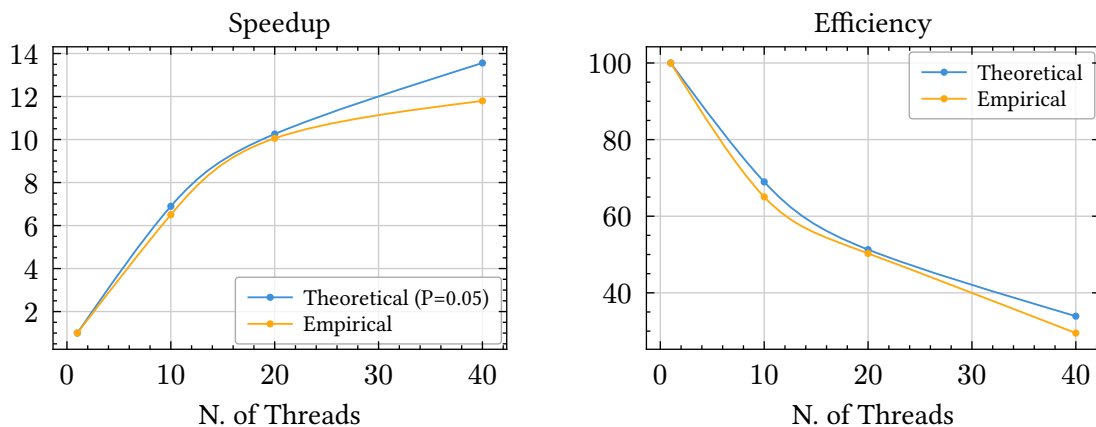 Speedup
14
12
10
8
6
4
2
0 10 20 30 40
N. of Threads
Theoretical (P=0.05)
Empirical
Efficiency
100
80
60
40
0 10 20 30 40
N. of Threads
Theoretical
Empirical